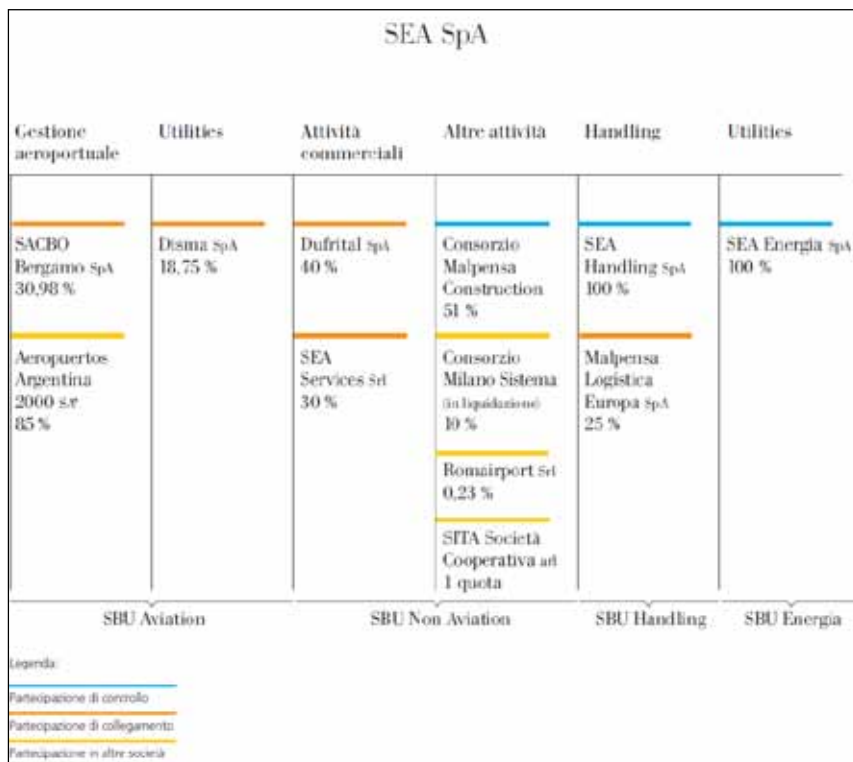 SEA SpA
Gestione
aeroportuale
Utilities
Attività
commerciali
Altre attività
Handling
Utilities
SACBO
Bergamo SpA
30,98 %
Aeropuertos
Argentina
2000 s.r
85 %
Disma SpA
18,75 %
Dufrital SpA
40 %
SEA
Services Srl
30 %
Consorzio
Malpensa
Construction
51 %
Consorzio
Milano Sistema
(in liquidazione)
10 %
Romairport Srl
0,23 %
SITA Società
Cooperativa arl
1 quota
SEA
Handling SpA
100 %
Malpensa
Logistica
Europa SpA
25 %
SEA Energia SpA
100 %
SBU Aviation
SBU Non Aviation
SBU Handling
SBU Energia
Legenda:
Partecipazione di controllo
Partecipazione di collegamento
Partecipazione in altre società